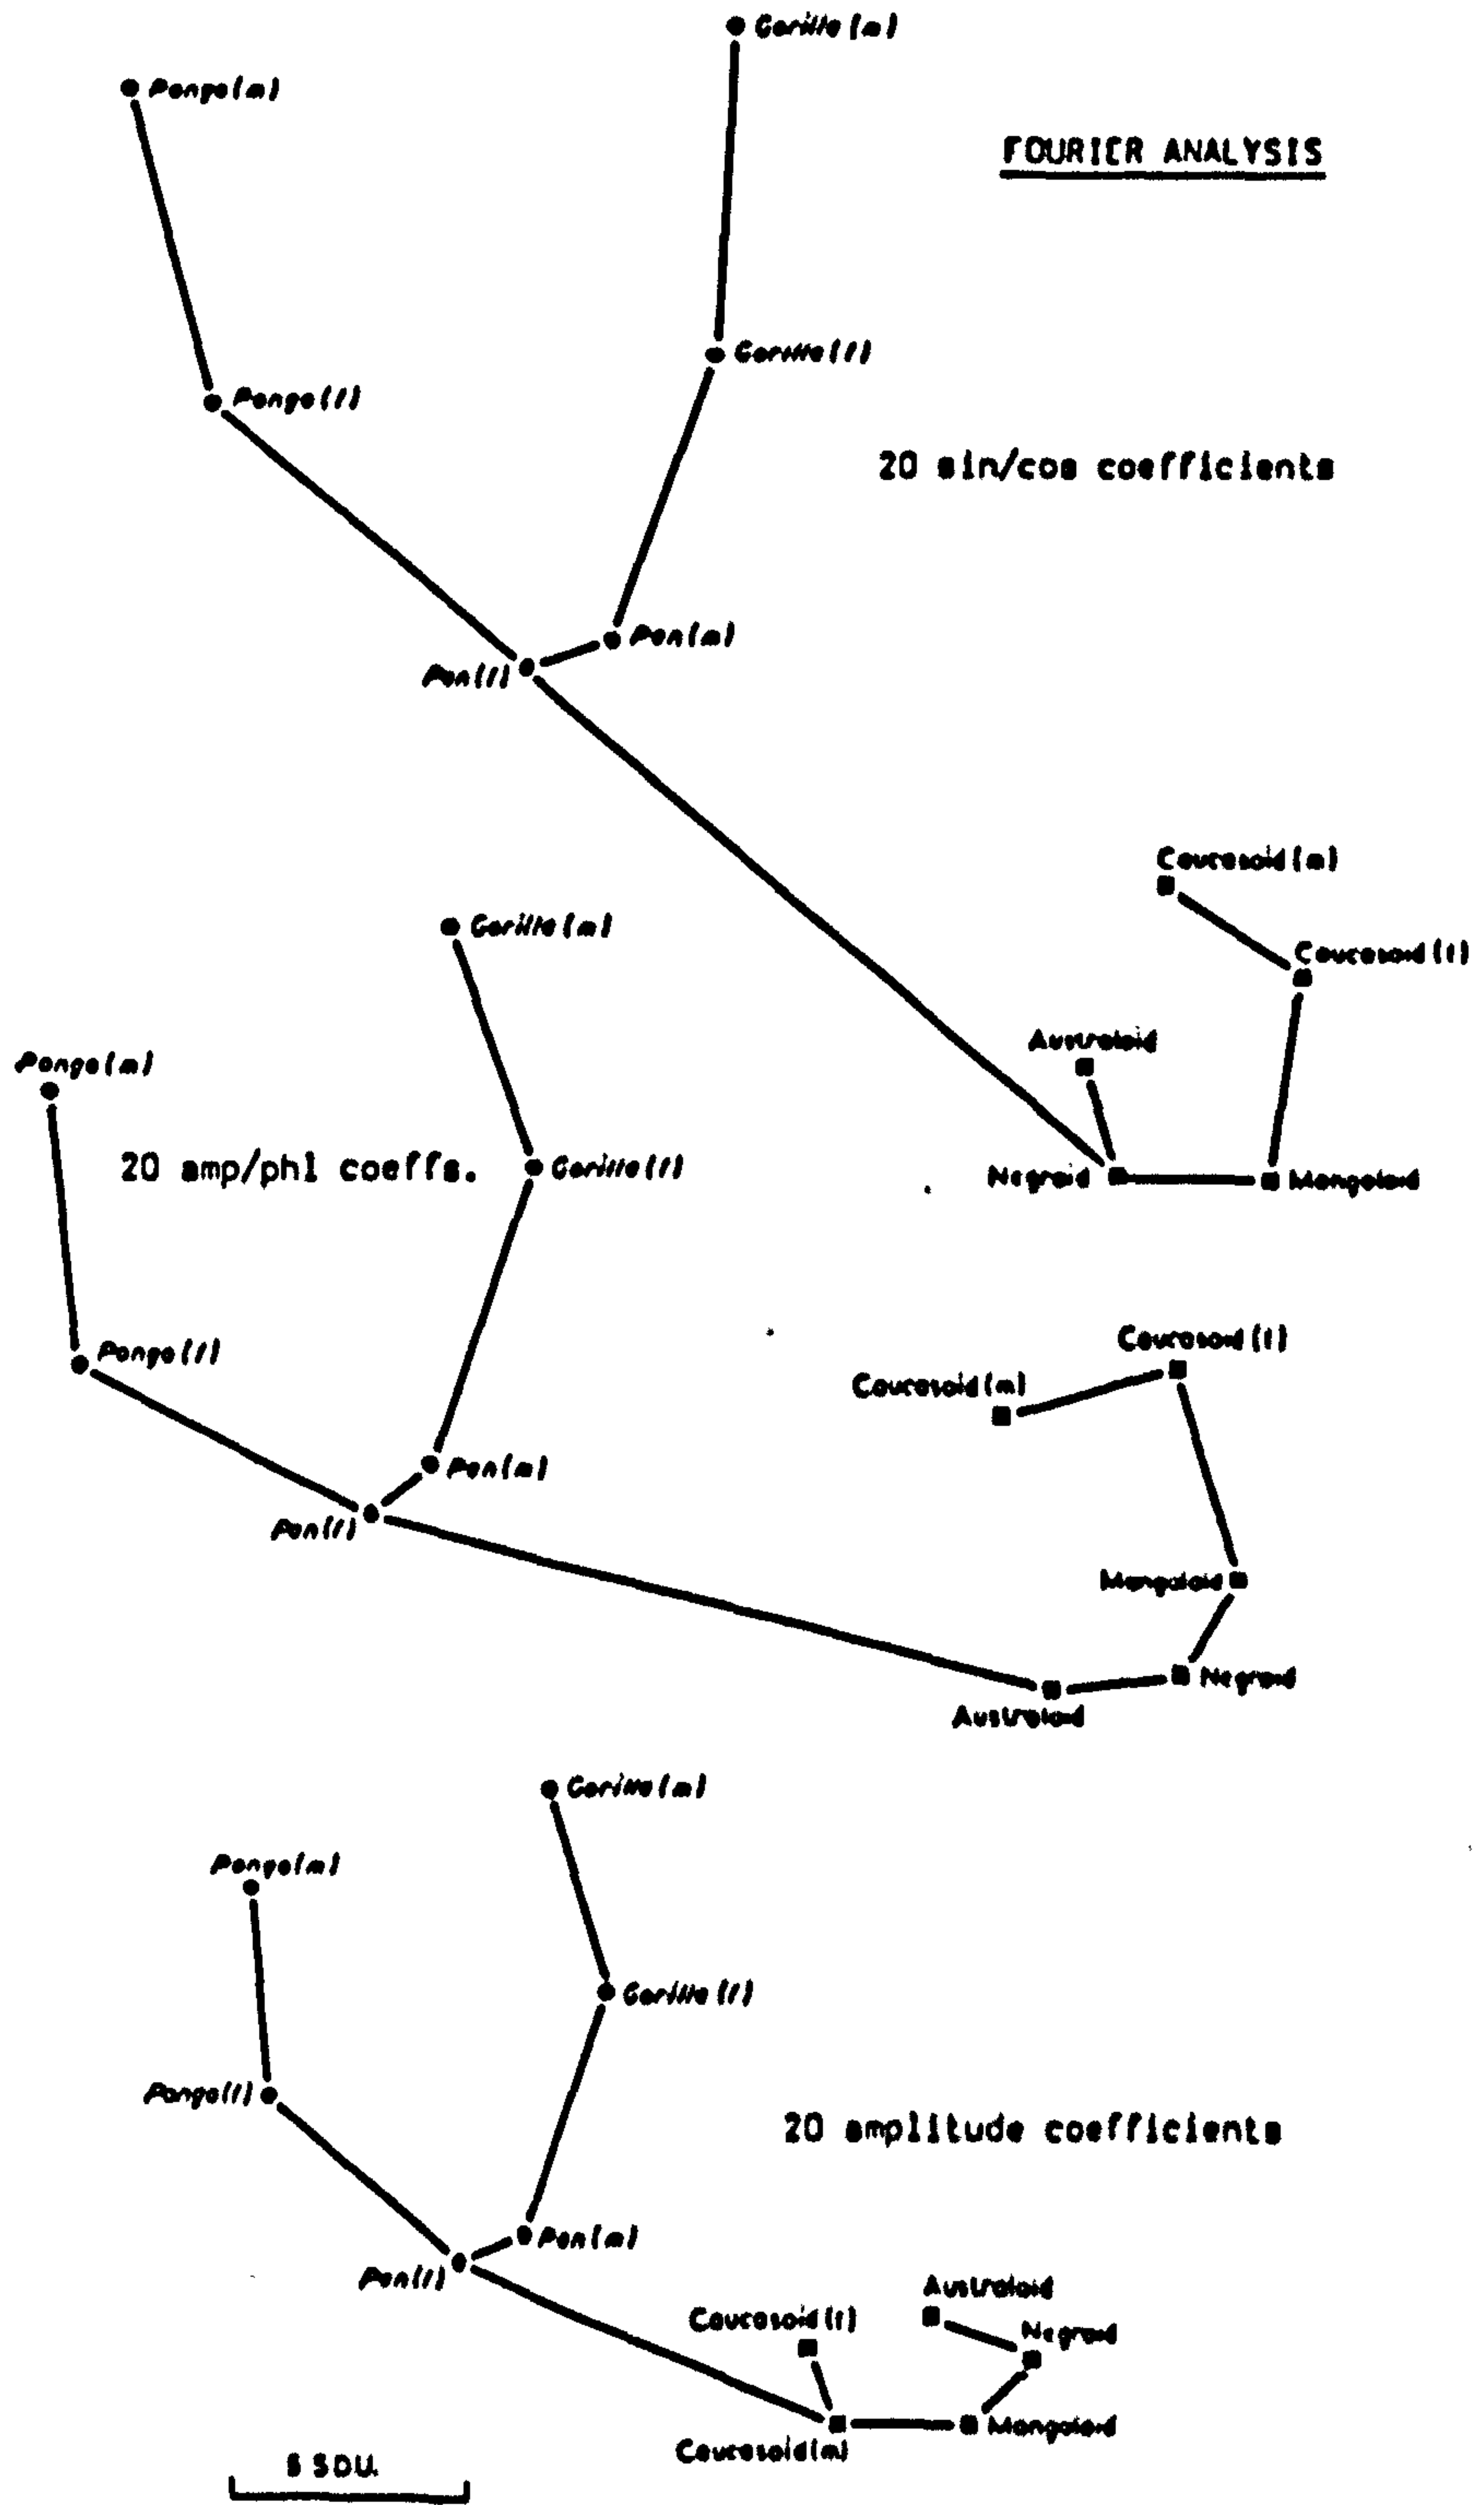 Gorilla (m)
Pongo (m)
FOURIER ANALYSIS
Gorilla (f)
Pongo (f)
20 sin/cos coefficients
Pan (m)
Pan (f)
Caucasoid (m)
Gorilla (m)
Caucasoid (f)
Australoid
Pongo (m)
20 amp/phi coeffs.
Gorilla (f)
Negroid
Mongoloid
Caucasoid (f)
Pongo (f)
Caucasoid (m)
Pan (m)
Pan (f)
Mongoloid
Negroid
Australoid
Gorilla (m)
Pongo (m)
Gorilla (f)
Pongo (f)
20 amplitude coefficients
Pan (m)
Pan (f)
Australoid
Caucasoid (f)
Negroid
Mongoloid
Caucasoid (m)
5 SDU.